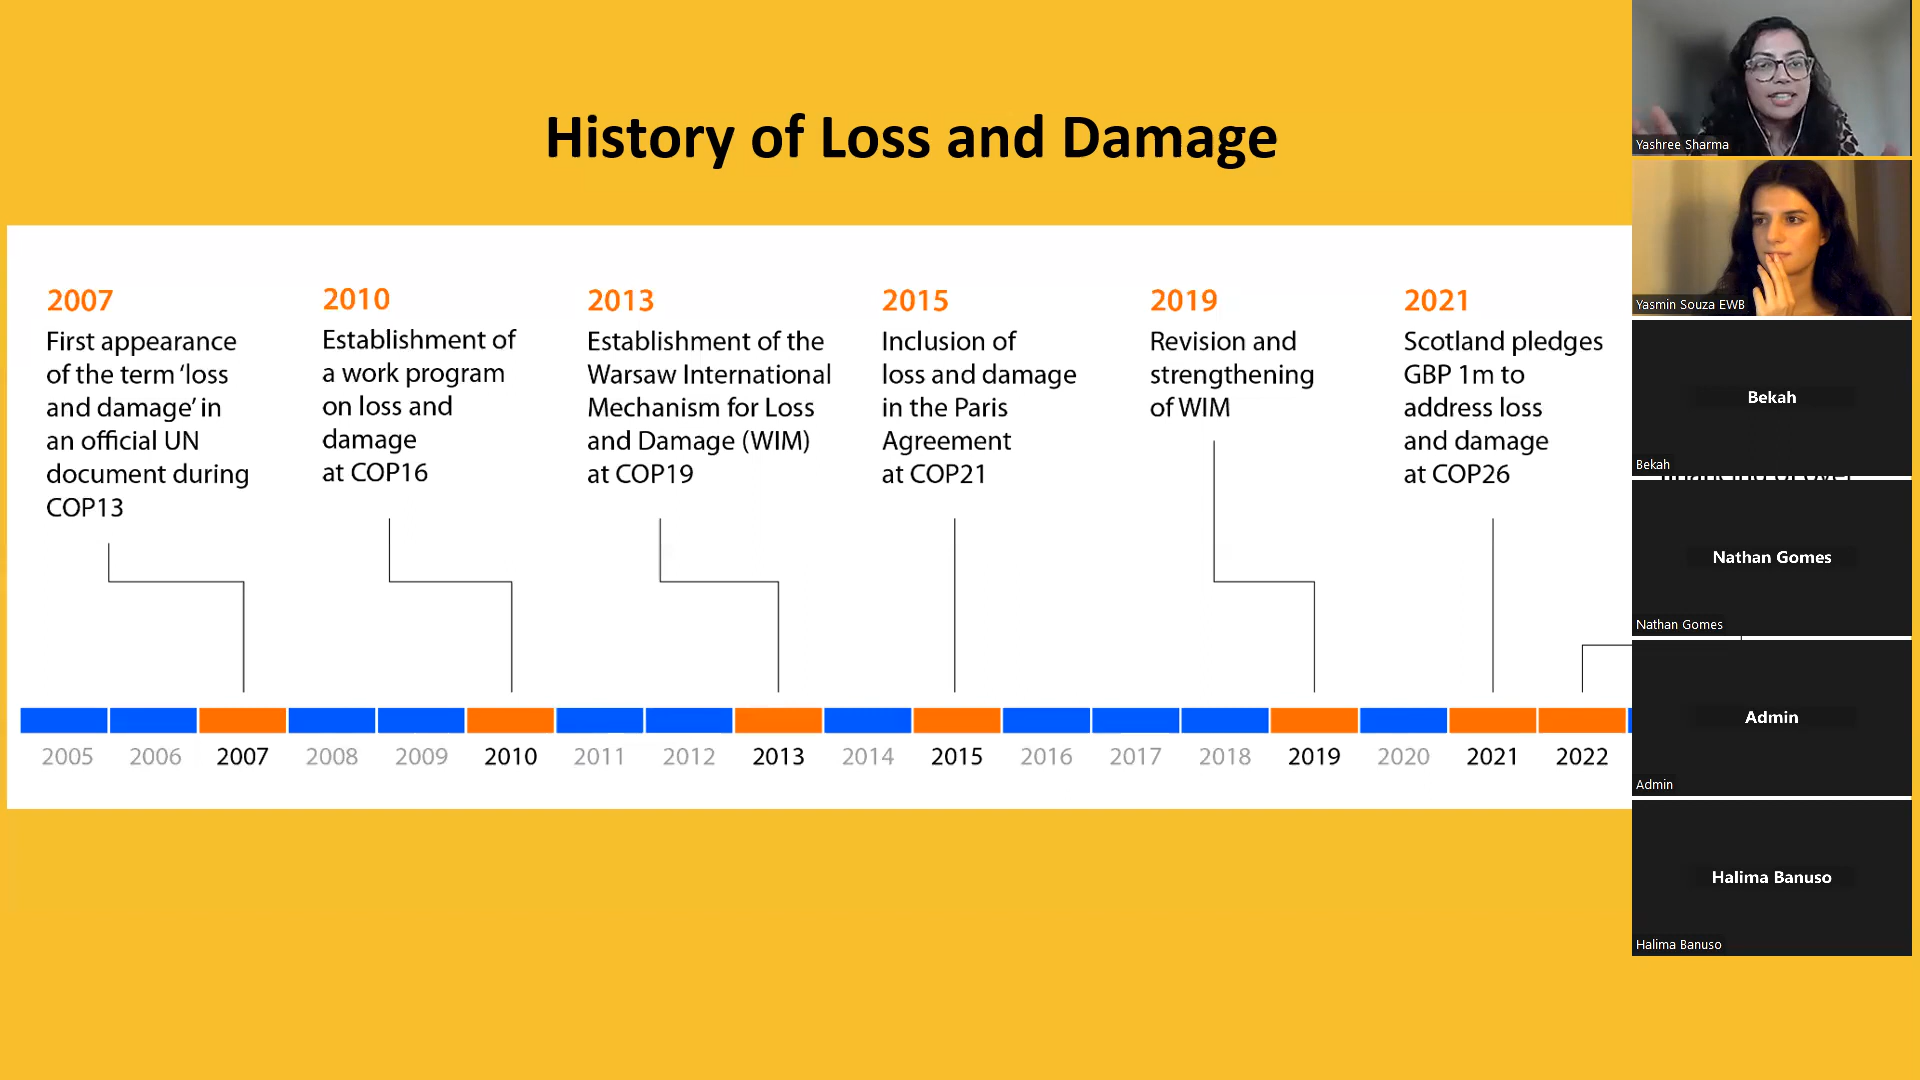 History of Loss and Damage
2007
First appearance
of the term ‘loss
and damage’ in
an official UN
document during
COP13
2010
Establishment of
a work program
on loss and
damage
at COP16
2013
Establishment of the
Warsaw International
Mechanism for Loss
and Damage (WIM)
at COP19
2015
Inclusion of
loss and damage
in the Paris
Agreement
at COP21
2019
Revision and
strengthening
of WIM
2021
Scotland pledges
GBP 1m to
address loss
and damage
at COP26
2005 2006 2007 2008 2009 2010 2011 2012 2013 2014 2015 2016 2017 2018 2019 2020 2021 2022
Yashree Sharma
Yasmin Souza EWB
Bekah
Bekah
Nathan Gomes
Nathan Gomes
Admin
Admin
Halima Banuso
Halima Banuso